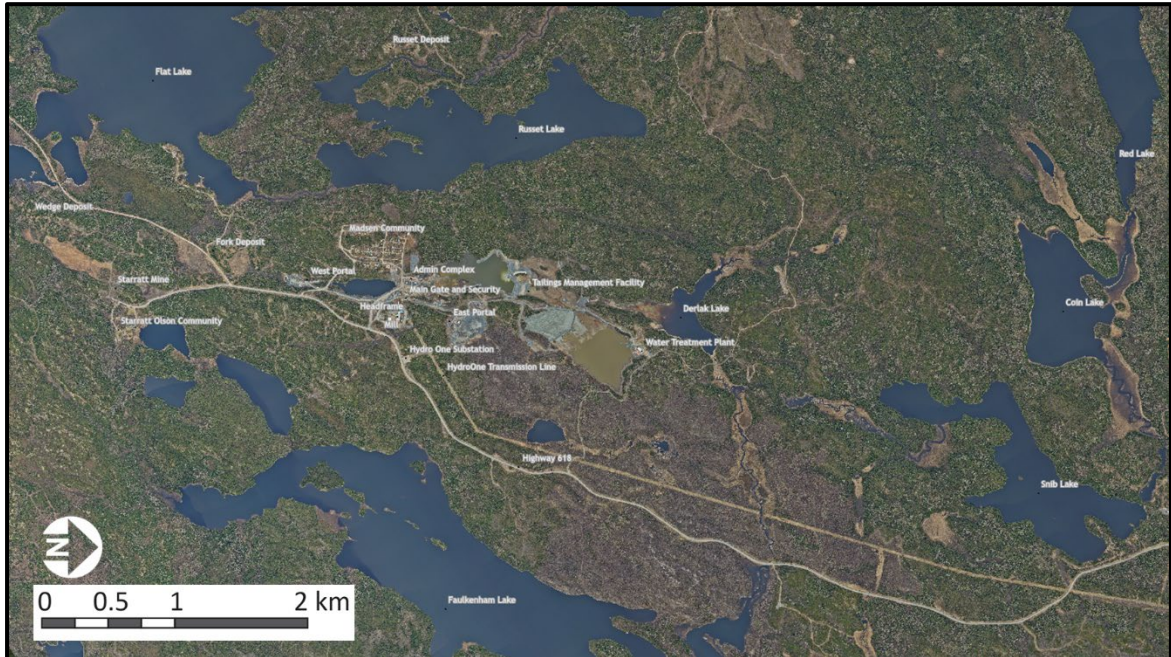 Russet Deposit
Flat Lake
Russet Lake
Red Lake
Wedge Deposit
Madsen Community
Fork Deposit
West Portal
Admin Complex
Starratt Mine
Main Gate and Security
Tailings Management Facility
Headframe
East Portal
Derlak Lake
Coin Lake
Starratt Olson Community
Mill
Hydro One Substation
Water Treatment Plant
HydroOne Transmission Line
Highway 618
Snib Lake
Faulkenham Lake
N
0 0.5 1 2 km